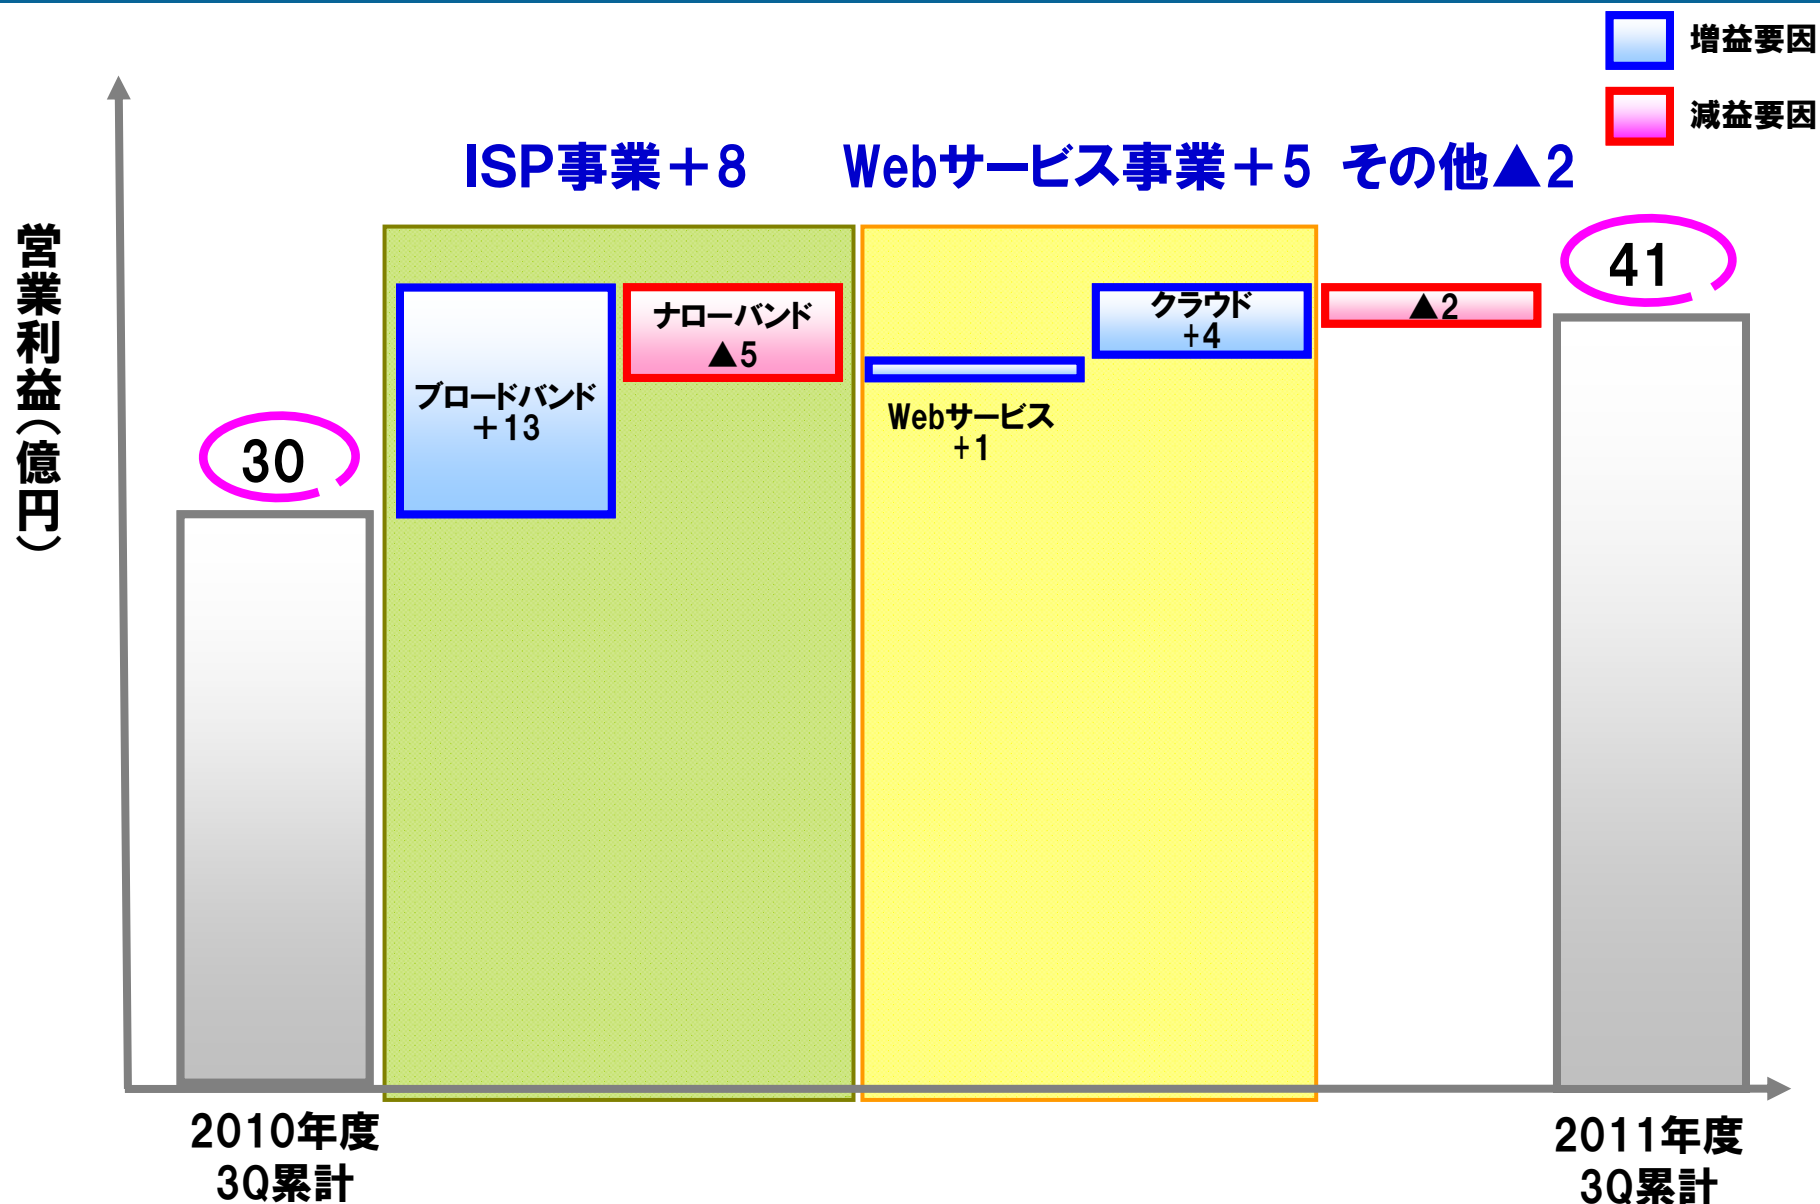 増益要因
減益要因
ISP事業＋8
Webサービス事業＋5
その他▲2
営業利益（億円）
30
ブロードバンド
＋13
ナローバンド
▲5
Webサービス
+1
クラウド
+4
▲2
41
2010年度
3Q累計
2011年度
3Q累計